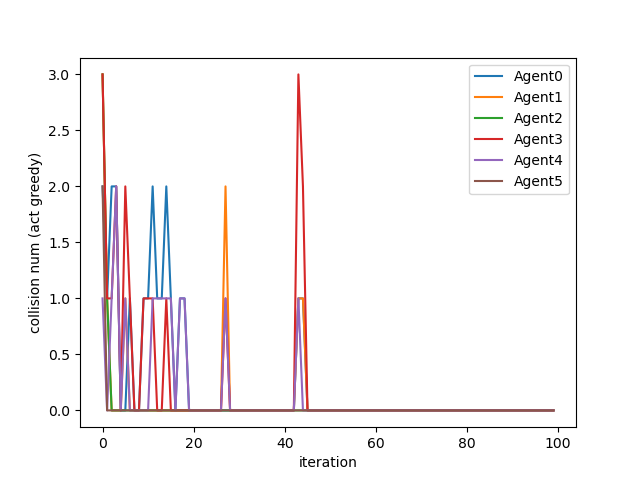 collision num (act greedy)
3.0
2.5
2.0
1.5
1.0
0.5
0.0
0 20 40 60 80 100
iteration
Agent0
Agent1
Agent2
Agent3
Agent4
Agent5